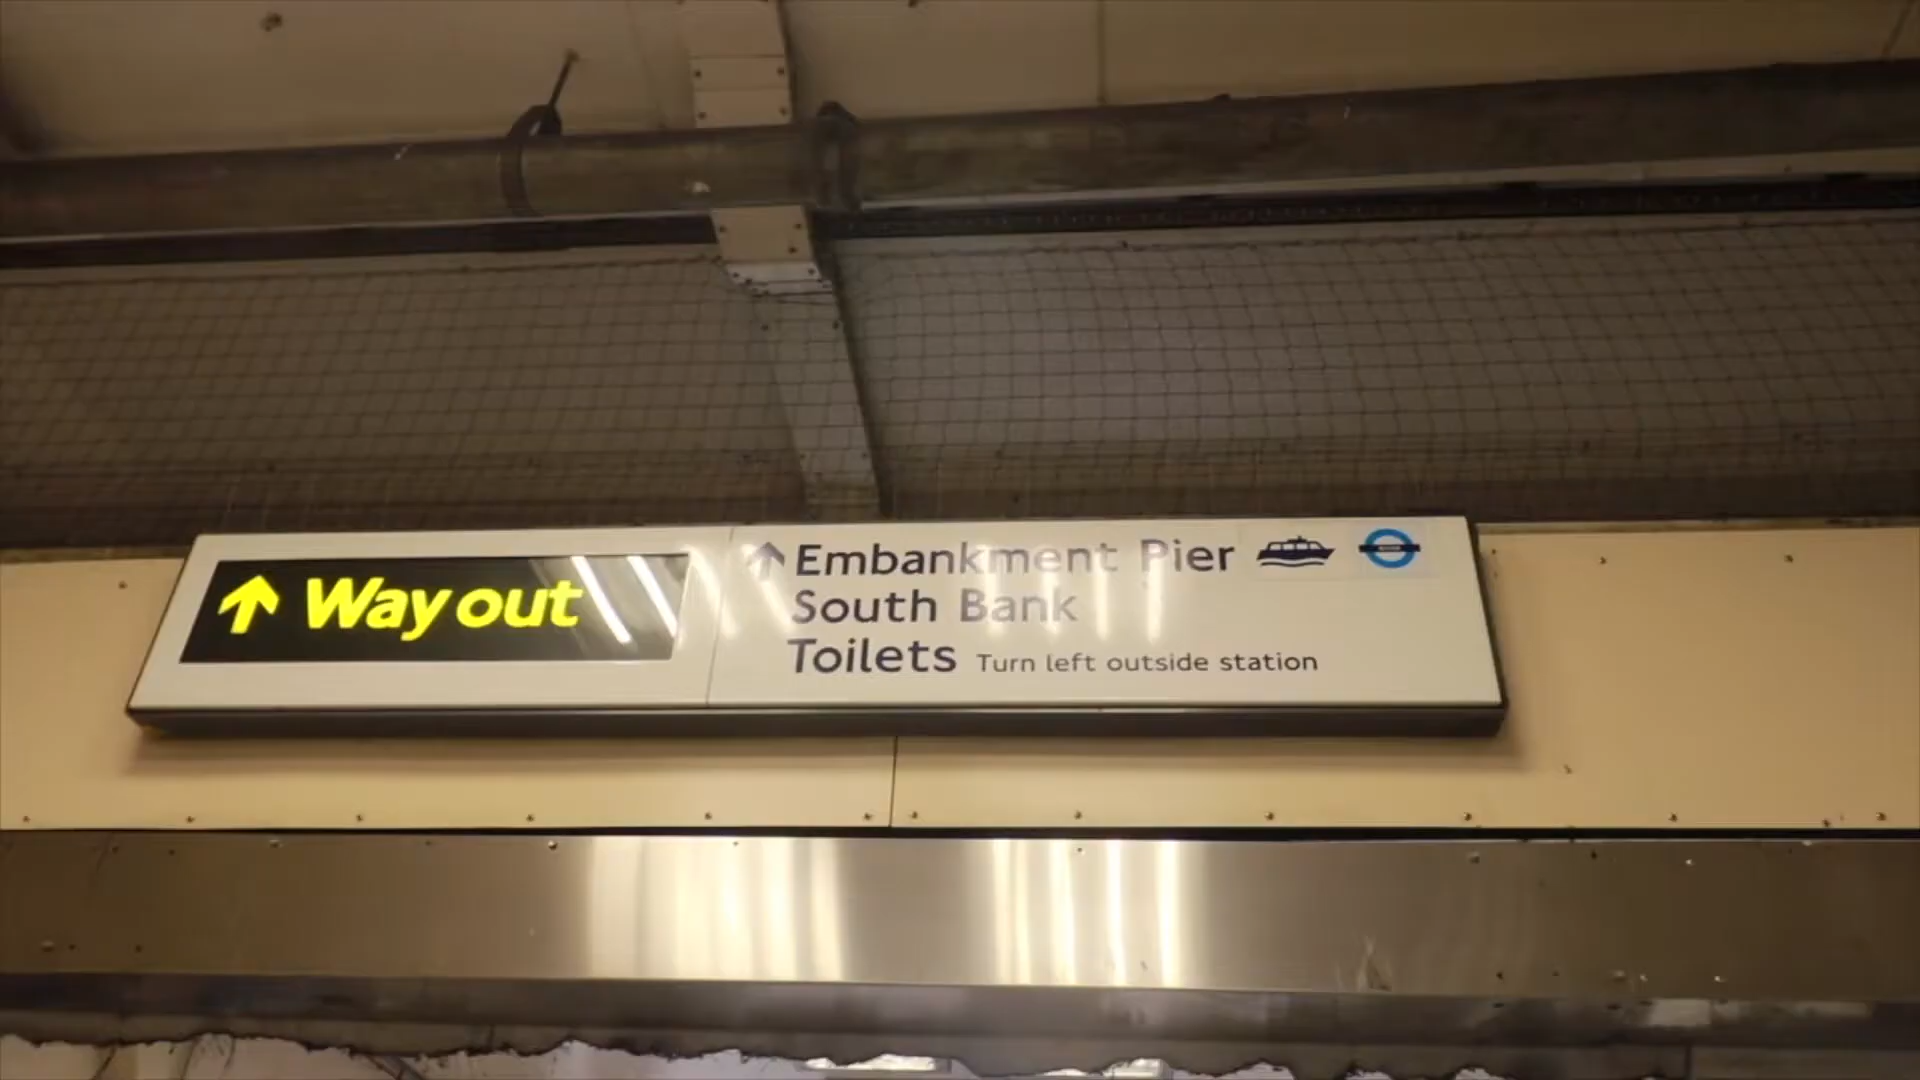 Way out
Embankment Pier
South Bank
Toilets Turn left outside station